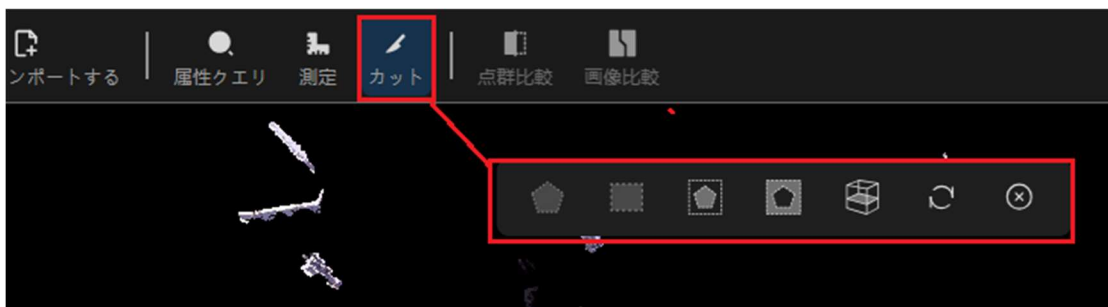 ンポートする
属性クエリ
測定
カット
点群比較
画像比較